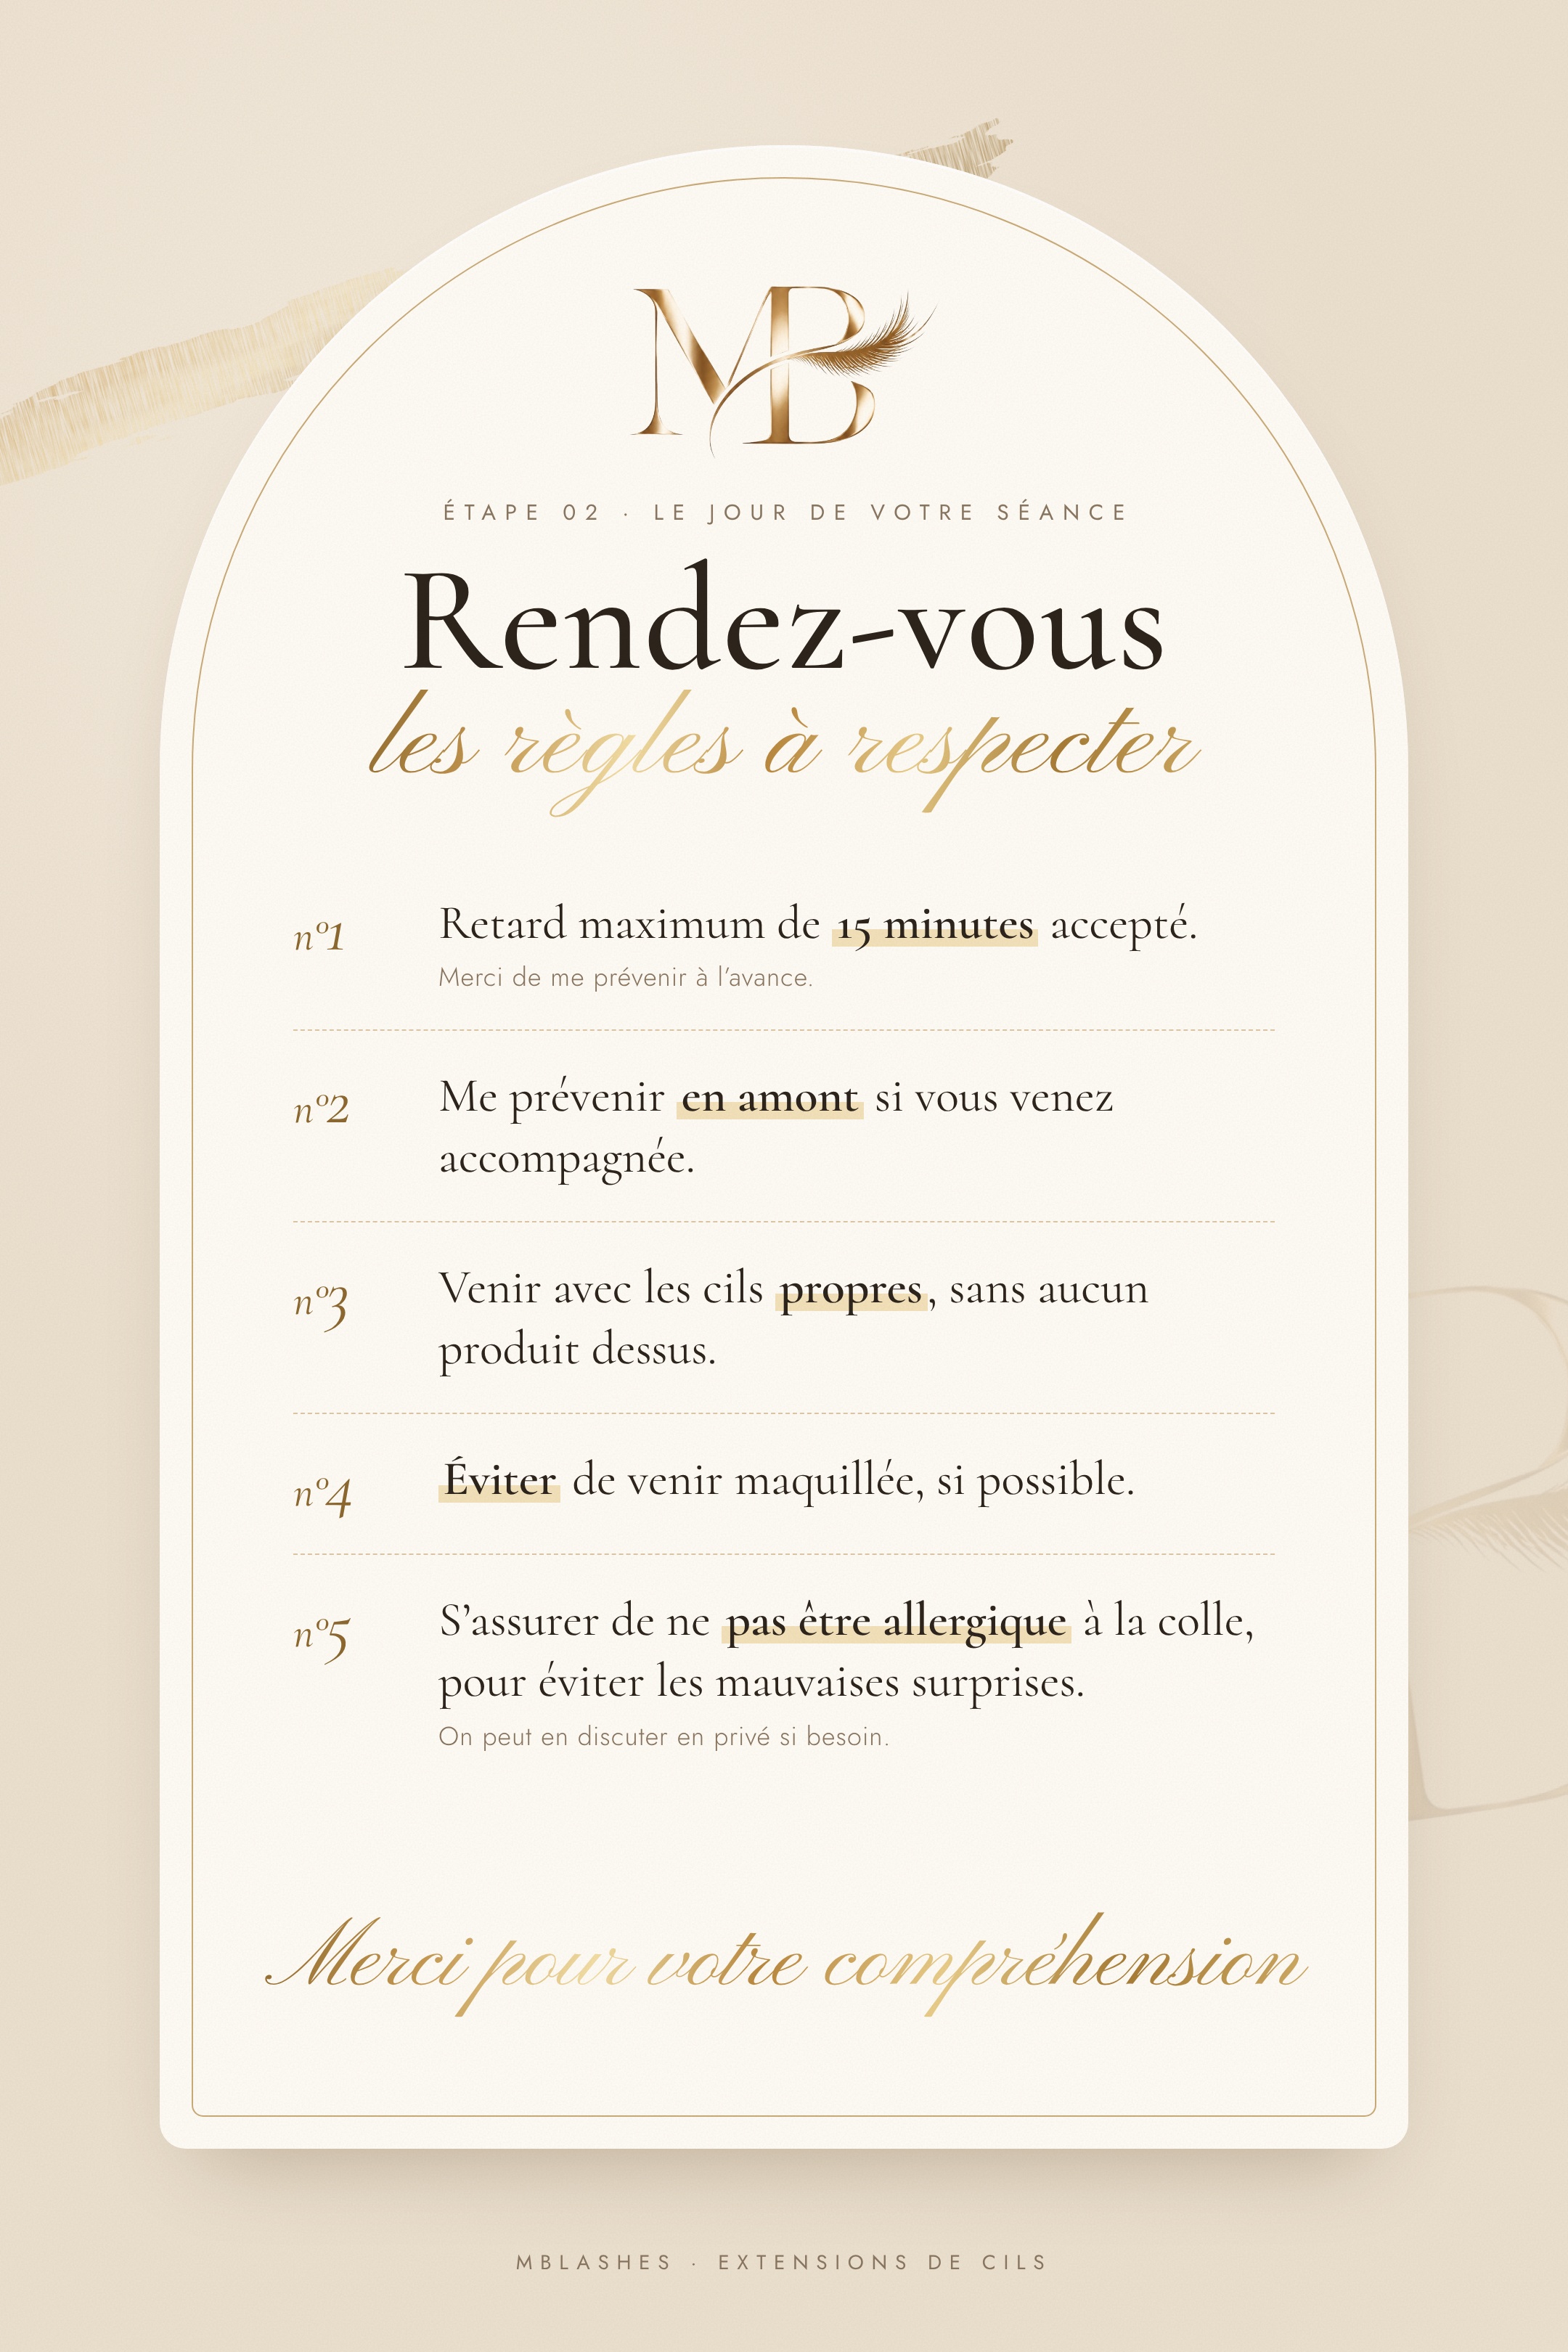 MB
ÉTAPE 02 · LE JOUR DE VOTRE SÉANCE
Rendez-vous
les règles à respecter
n°1
Retard maximum de 15 minutes accepté.
Merci de me prévenir à l’avance.
n°2
Me prévenir en amont si vous venez
accompagnée.
n°3
Venir avec les cils propres, sans aucun
produit dessus.
n°4
Éviter de venir maquillée, si possible.
n°5
S’assurer de ne pas être allergique à la colle,
pour éviter les mauvaises surprises.
On peut en discuter en privé si besoin.
Merci pour votre compréhension
MBLASHES · EXTENSIONS DE CILS